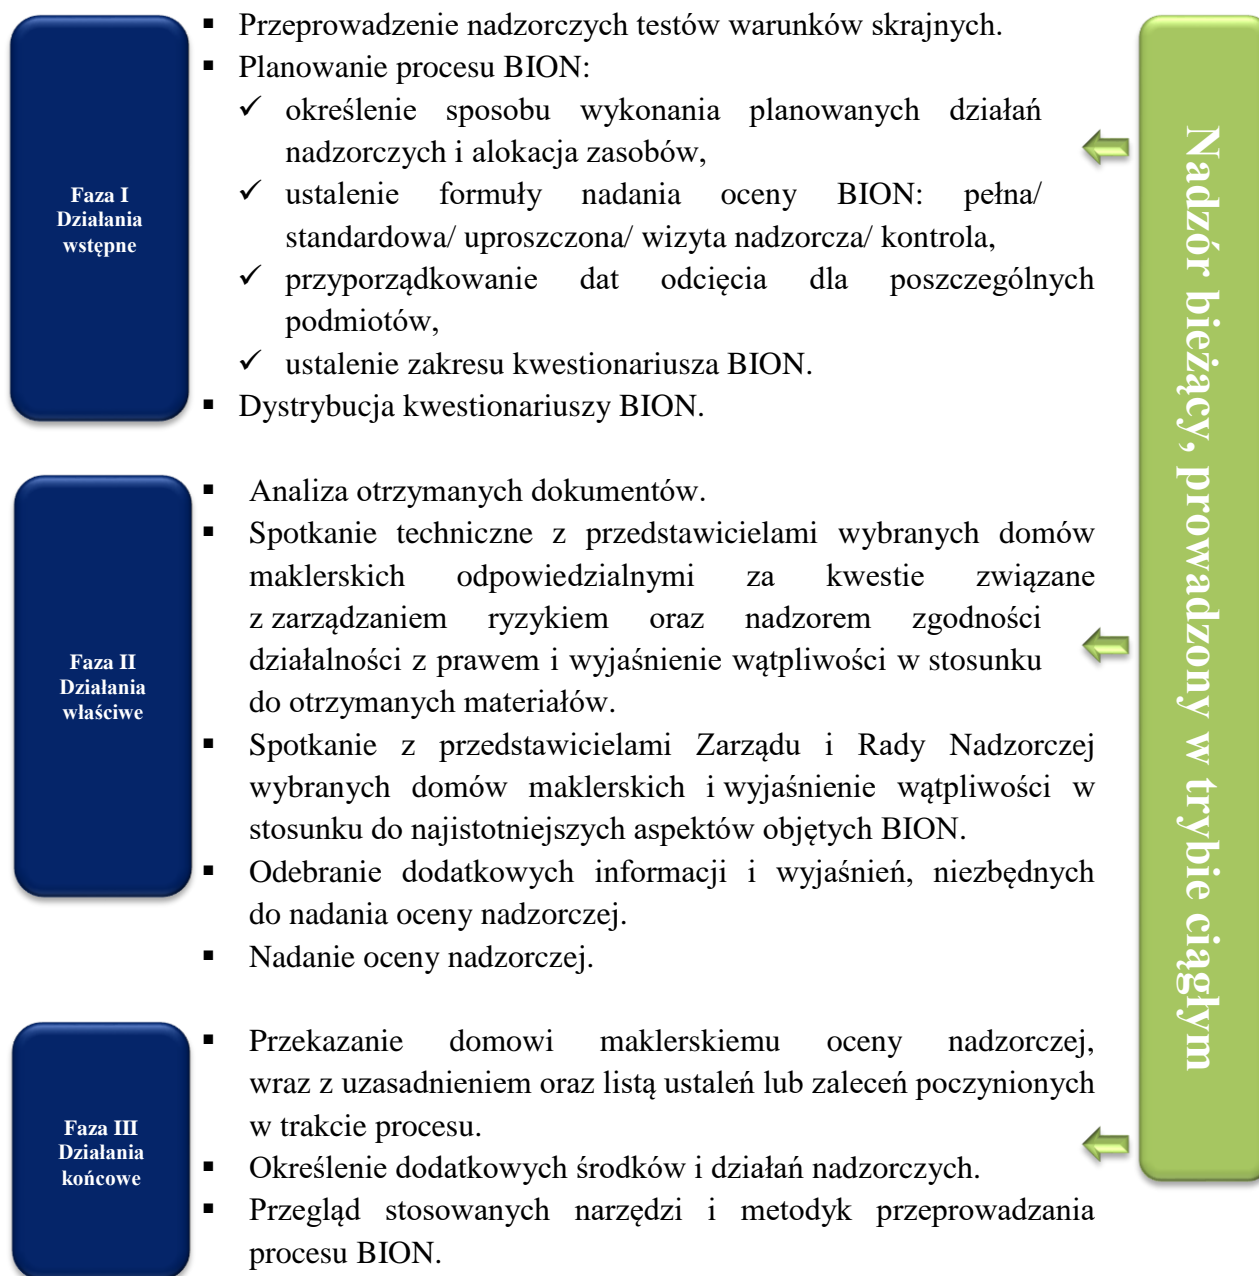 Faza I
Działania
wstępne
▪ Przeprowadzenie nadzorczych testów warunków skrajnych.
▪ Planowanie procesu BION:
✓ określenie sposobu wykonania planowanych działań
nadzorczych i alokacja zasobów,
✓ ustalenie formuły nadania oceny BION: pełna/
standardowa/ uproszczona/ wizyta nadzorcza/ kontrola,
✓ przyporządkowanie dat odcięcia dla poszczególnych
podmiotów,
✓ ustalenie zakresu kwestionariusza BION.
▪ Dystrybucja kwestionariuszy BION.
Faza II
Działania
właściwe
▪ Analiza otrzymanych dokumentów.
▪ Spotkanie techniczne z przedstawicielami wybranych domów
maklerskich odpowiedzialnymi za kwestie związane
z zarządzaniem ryzykiem oraz nadzorem zgodności
działalności z prawem i wyjaśnienie wątpliwości w stosunku
do otrzymanych materiałów.
▪ Spotkanie z przedstawicielami Zarządu i Rady Nadzorczej
wybranych domów maklerskich i wyjaśnienie wątpliwości w
stosunku do najistotniejszych aspektów objętych BION.
▪ Odebranie dodatkowych informacji i wyjaśnień, niezbędnych
do nadania oceny nadzorczej.
▪ Nadanie oceny nadzorczej.
Faza III
Działania
końcowe
▪ Przekazanie domowi maklerskiemu oceny nadzorczej,
wraz z uzasadnieniem oraz listą ustaleń lub zaleceń poczynionych
w trakcie procesu.
▪ Określenie dodatkowych środków i działań nadzorczych.
▪ Przegląd stosowanych narzędzi i metodyk przeprowadzania
procesu BION.
Nadzór bieżący, prowadzony w trybie ciągłym